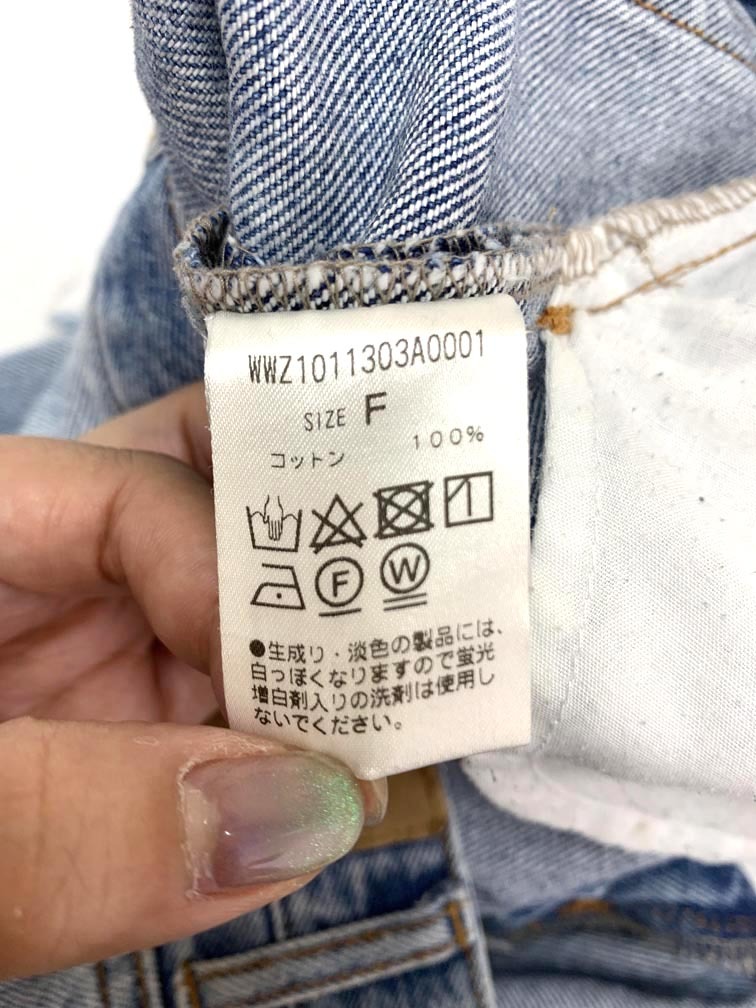 WWZ1011303A0001
SIZE F
コットン 100%
F W
●生成り・淡色の製品には、
白っぽくなりますので蛍光
増白剤入りの洗剤は使用し
ないでください。